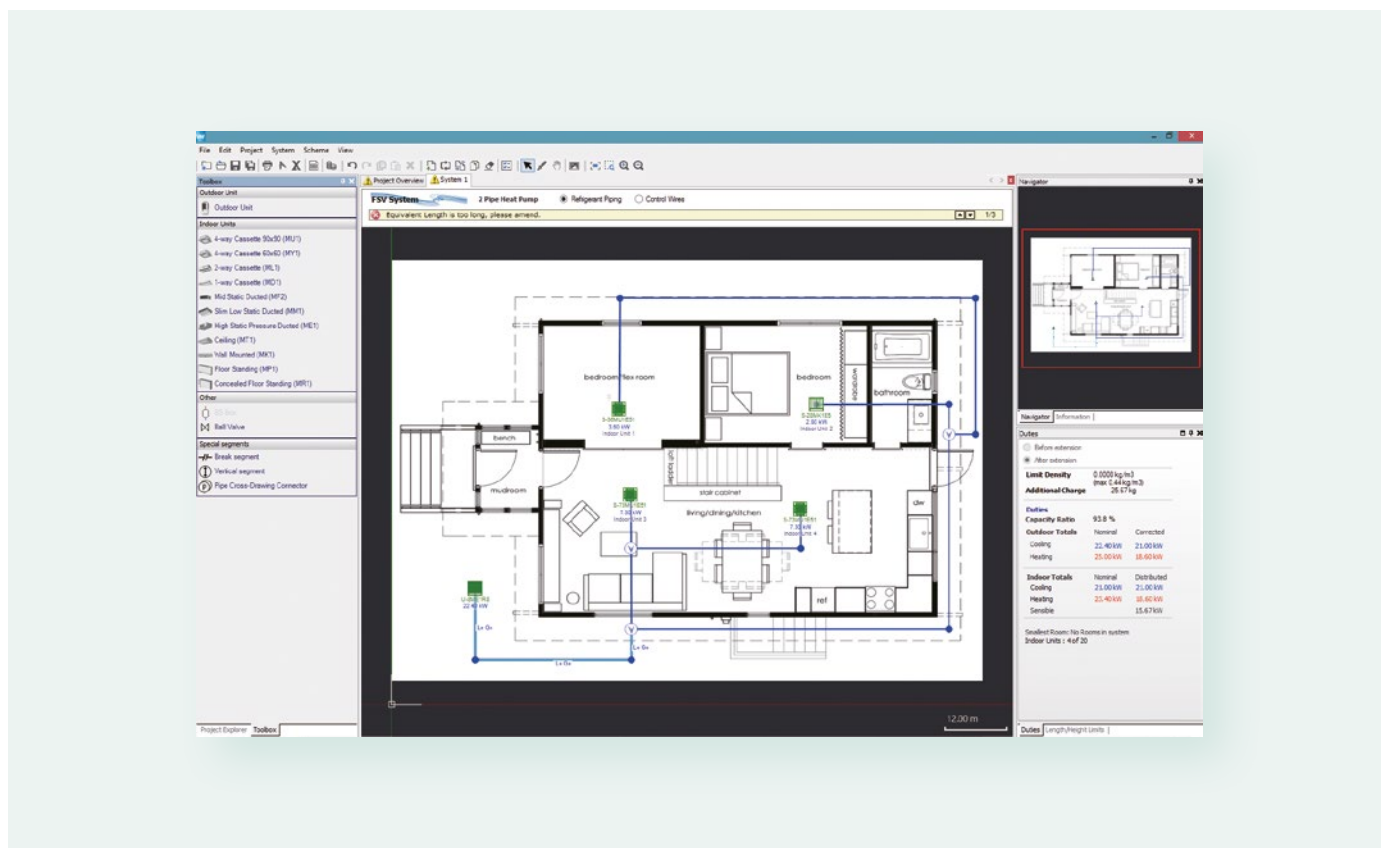 File Edit Project System Schema View
Toolbox
Outdoor Unit
Outdoor Unit
Indoor Units
4-way Cassette 90x90 (MU1)
4-way Cassette 60x60 (MY1)
2-way Cassette (ML1)
1-way Cassette (MD1)
Mid Static Ducted (MF2)
Slim Low Static Ducted (MM1)
High Static Pressure Ducted (ME1)
Ceiling (MT1)
Wall Mounted (MK1)
Floor Standing (MP1)
Concealed Floor Standing (MR1)
Other
Ball Valve
Special segments
Break segment
Vertical segment
Pipe Cross-Drawing Connector
Project Explorer Toolbox
Project Overview System 1
FSV System 2 Pipe Heat Pump Refrigerant Piping Control Wires
Equivalent Length is too long, please amend. 1/3
bedroom/flex room
3.60 kW
Indoor Unit 1
bedroom
wardrobe
bathroom
2.80 kW
Indoor Unit 2
bench
mudroom
loft ladder
stair cabinet
living/dining/kitchen
dw
7.30 kW
Indoor Unit 3
7.30 kW
Indoor Unit 4
V
V
V
ref
22.40 kW
L= 0=
L= 0=
L= 0=
12.00 m
Navigator
Navigator Information
Duties
Before extension
After extension
Limit Density 0.0000 kg/m3
(max 0.44 kg/m3)
Additional Charge 25.67 kg
Duties
Capacity Ratio 93.8 %
Outdoor Totals Nominal Corrected
Cooling 22.40 kW 21.00 kW
Heating 25.00 kW 18.60 kW
Indoor Totals Nominal Distributed
Cooling 21.00 kW 21.00 kW
Heating 23.40 kW 18.60 kW
Sensible 15.67 kW
Smallest Room: No Rooms in system
Indoor Units : 4 of 20
Duties Length/Height Limits